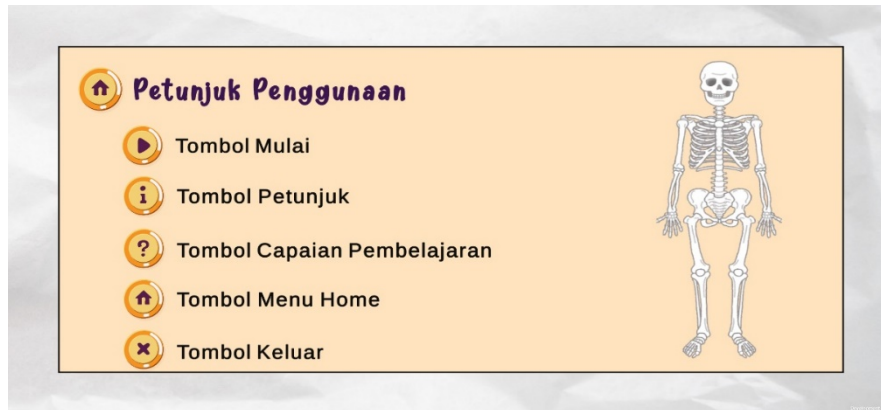 Petunjuk Penggunaan
Tombol Mulai
Tombol Petunjuk
Tombol Capaian Pembelajaran
Tombol Menu Home
Tombol Keluar